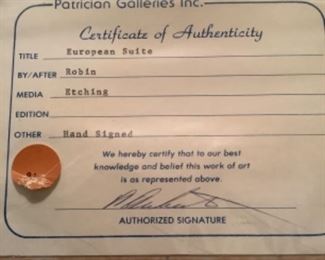 Patrician Galleries Inc.
Certificate of Authenticity
TITLE European Suite
BY/AFTER Robin
MEDIA Etching
EDITION
OTHER Hand Signed
We hereby certify that to our best
knowledge and belief this work of art
is as represented above.
AUTHORIZED SIGNATURE